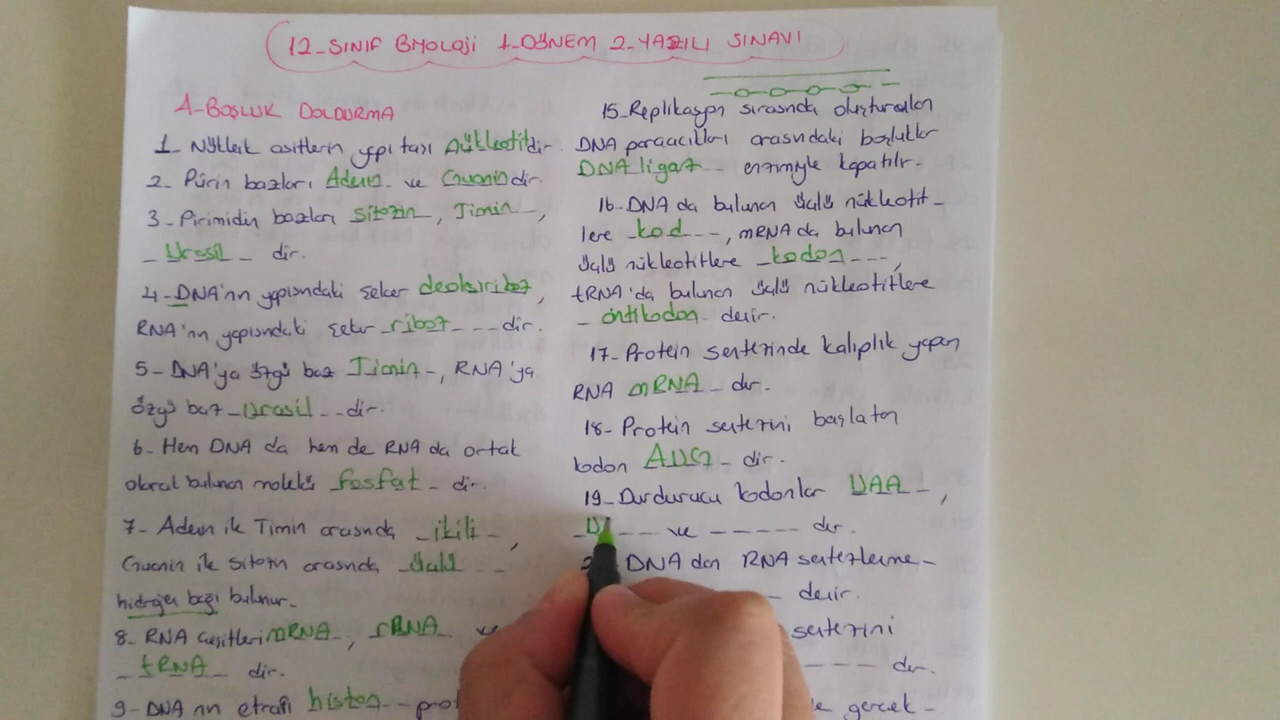 12-SINIF BİYOLOJİ 1-DÖNEM 2-YAZILI SINAVI
A-BOŞLUK DOLDURMA
1- Nükleik asitlerin yapı taşı nükleotit dir.
2- Pürin bazları Adenin ve Guanin dir.
3- Pirimidin bazları sitozin, Timin,
Urasil dir.
4- DNA'nın yapısındaki şeker deoksiriboz,
RNA'nın yapısındaki şeker riboz dir.
5- DNA'ya özgü baz Timin, RNA'ya
özgü baz Urasil dir.
6- Hem DNA da hem de RNA da ortak
olarak bulunan molekül fosfat dir.
7- Adenin ile Timin arasında ikili,
Guanin ile sitozin arasında üçlü
hidrojen bağı bulunur.
8- RNA çeşitleri mRNA, rRNA ve
tRNA dir.
9- DNA nın etrafı histon
15- Replikasyon sırasında oluşturulan
DNA parçacıkları arasındaki boşluklar
DNA ligaz enzimiyle kapatılır.
16- DNA da bulunan üçlü nükleotit-
lere kod, mRNA da bulunan
üçlü nükleotitlere kodon,
tRNA'da bulunan üçlü nükleotitlere
antikodon denir.
17- Protein sentezinde kalıplık yapan
RNA mRNA dır.
18- Protein sentezini başlatan
kodon AUG dir.
19- Durdurucu kodonlar UAA,
ve dır.
DNA dan RNA sentezleme-
denir.
sentezini
dır.
gerçek-